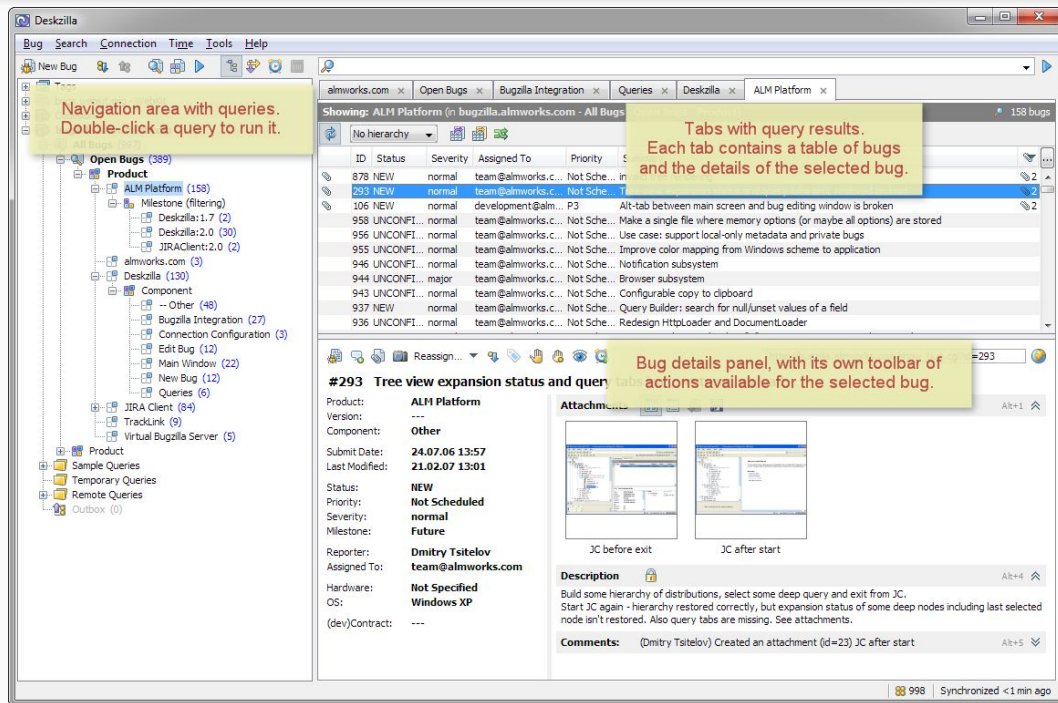 Deskzilla
Bug Search Connection Time Tools Help
New Bug
Tags
Navigation area with queries.
Double-click a query to run it.
All Bugs (997)
Open Bugs (389)
Product
ALM Platform (158)
Milestone (filtering)
Deskzilla:1.7 (2)
Deskzilla:2.0 (30)
JIRAClient:2.0 (2)
almworks.com (3)
Deskzilla (130)
Component
-- Other (48)
Bugzilla Integration (27)
Connection Configuration (3)
Edit Bug (12)
Main Window (22)
New Bug (12)
Queries (6)
JIRA Client (84)
TrackLink (9)
Virtual Bugzilla Server (5)
Product
Sample Queries
Temporary Queries
Remote Queries
Outbox (0)
almworks.com × Open Bugs × Bugzilla Integration × Queries × Deskzilla × ALM Platform ×
Showing: ALM Platform (in bugzilla.almworks.com - All Bugs 158 bugs
No hierarchy
Tabs with query results.
Each tab contains a table of bugs
and the details of the selected bug.
ID Status Severity Assigned To Priority
878 NEW normal team@almworks.c... Not Sche... 2
293 NEW normal team@almworks.c... Not Sche... 2
106 NEW normal development@alm... P3 Alt-tab between main screen and bug editing window is broken 2
958 UNCONFI... normal team@almworks.c... Not Sche... Make a single file where memory options (or maybe all options) are stored
956 UNCONFI... normal team@almworks.c... Not Sche... Use case: support local-only metadata and private bugs
955 UNCONFI... normal team@almworks.c... Not Sche... Improve color mapping from Windows scheme to application
946 UNCONFI... normal team@almworks.c... Not Sche... Notification subsystem
944 UNCONFI... major team@almworks.c... Not Sche... Browser subsystem
943 UNCONFI... normal team@almworks.c... Not Sche... Configurable copy to clipboard
937 NEW normal team@almworks.c... Not Sche... Query Builder: search for null/unset values of a field
936 UNCONFI... normal team@almworks.c... Not Sche... Redesign HttpLoader and DocumentLoader
Reassign... =293
Bug details panel, with its own toolbar of
actions available for the selected bug.
#293 Tree view expansion status and query tabs
Product: ALM Platform
Version: ---
Component: Other
Submit Date: 24.07.06 13:57
Last Modified: 21.02.07 13:01
Status: NEW
Priority: Not Scheduled
Severity: normal
Milestone: Future
Reporter: Dmitry Tsitelov
Assigned To: team@almworks.com
Hardware: Not Specified
OS: Windows XP
(dev)Contract: ---
Attachments Alt+1
JC before exit JC after start
Description Alt+4
Build some hierarchy of distributions, select some deep query and exit from JC.
Start JC again - hierarchy restored correctly, but expansion status of some deep nodes including last selected
node isn't restored. Also query tabs are missing. See attachments.
Comments: (Dmitry Tsitelov) Created an attachment (id=23) JC after start Alt+5
998 Synchronized <1 min ago